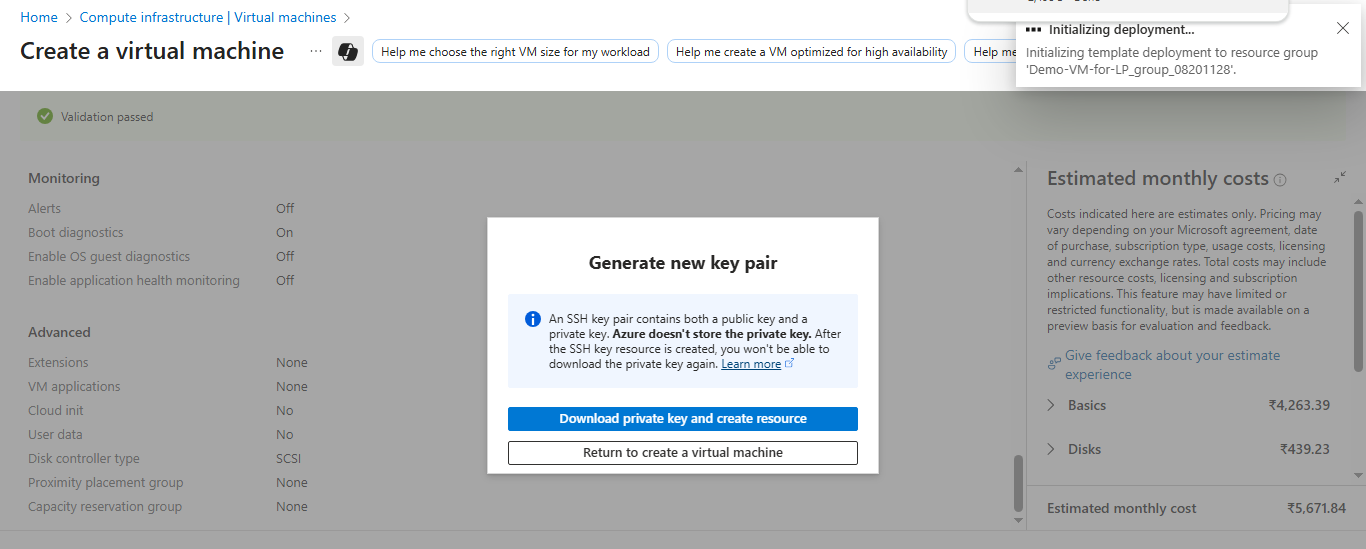 Home > Compute infrastructure | Virtual machines >
Create a virtual machine ...
Help me choose the right VM size for my workload
Help me create a VM optimized for high availability
Help me
Initializing deployment...
Initializing template deployment to resource group
'Demo-VM-for-LP_group_08201128'.
Validation passed
Monitoring
Alerts Off
Boot diagnostics On
Enable OS guest diagnostics Off
Enable application health monitoring Off
Advanced
Extensions None
VM applications None
Cloud init No
User data No
Disk controller type SCSI
Proximity placement group None
Capacity reservation group None
Generate new key pair
An SSH key pair contains both a public key and a
private key. Azure doesn't store the private key. After
the SSH key resource is created, you won't be able to
download the private key again. Learn more
Download private key and create resource
Return to create a virtual machine
Estimated monthly costs
Costs indicated here are estimates only. Pricing may
vary depending on your Microsoft agreement, date
of purchase, subscription type, usage costs, licensing
and currency exchange rates. Total costs may include
other resource costs, licensing and subscription
implications. This feature may have limited or
restricted functionality, but is made available on a
preview basis for evaluation and feedback.
Give feedback about your estimate
experience
Basics ₹4,263.39
Disks ₹439.23
Estimated monthly cost ₹5,671.84